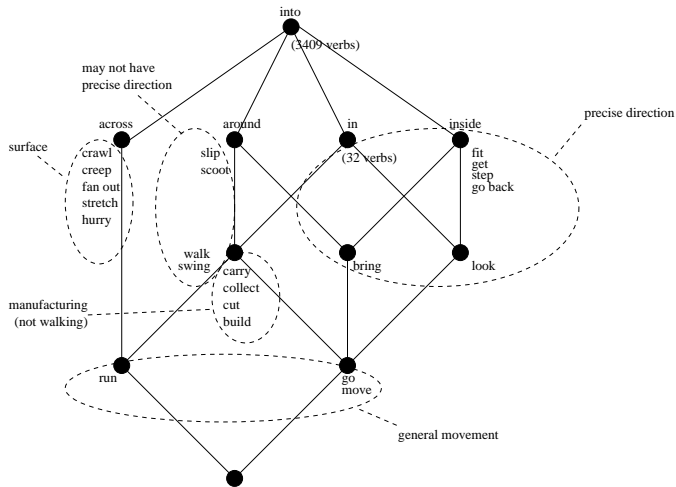 into
(3409 verbs)
may not have
precise direction
precise direction
across
around
in
inside
surface
crawl
creep
fan out
stretch
hurry
slip
scoot
(32 verbs)
fit
get
step
go back
walk
swing
carry
collect
cut
build
bring
look
manufacturing
(not walking)
run
go
move
general movement